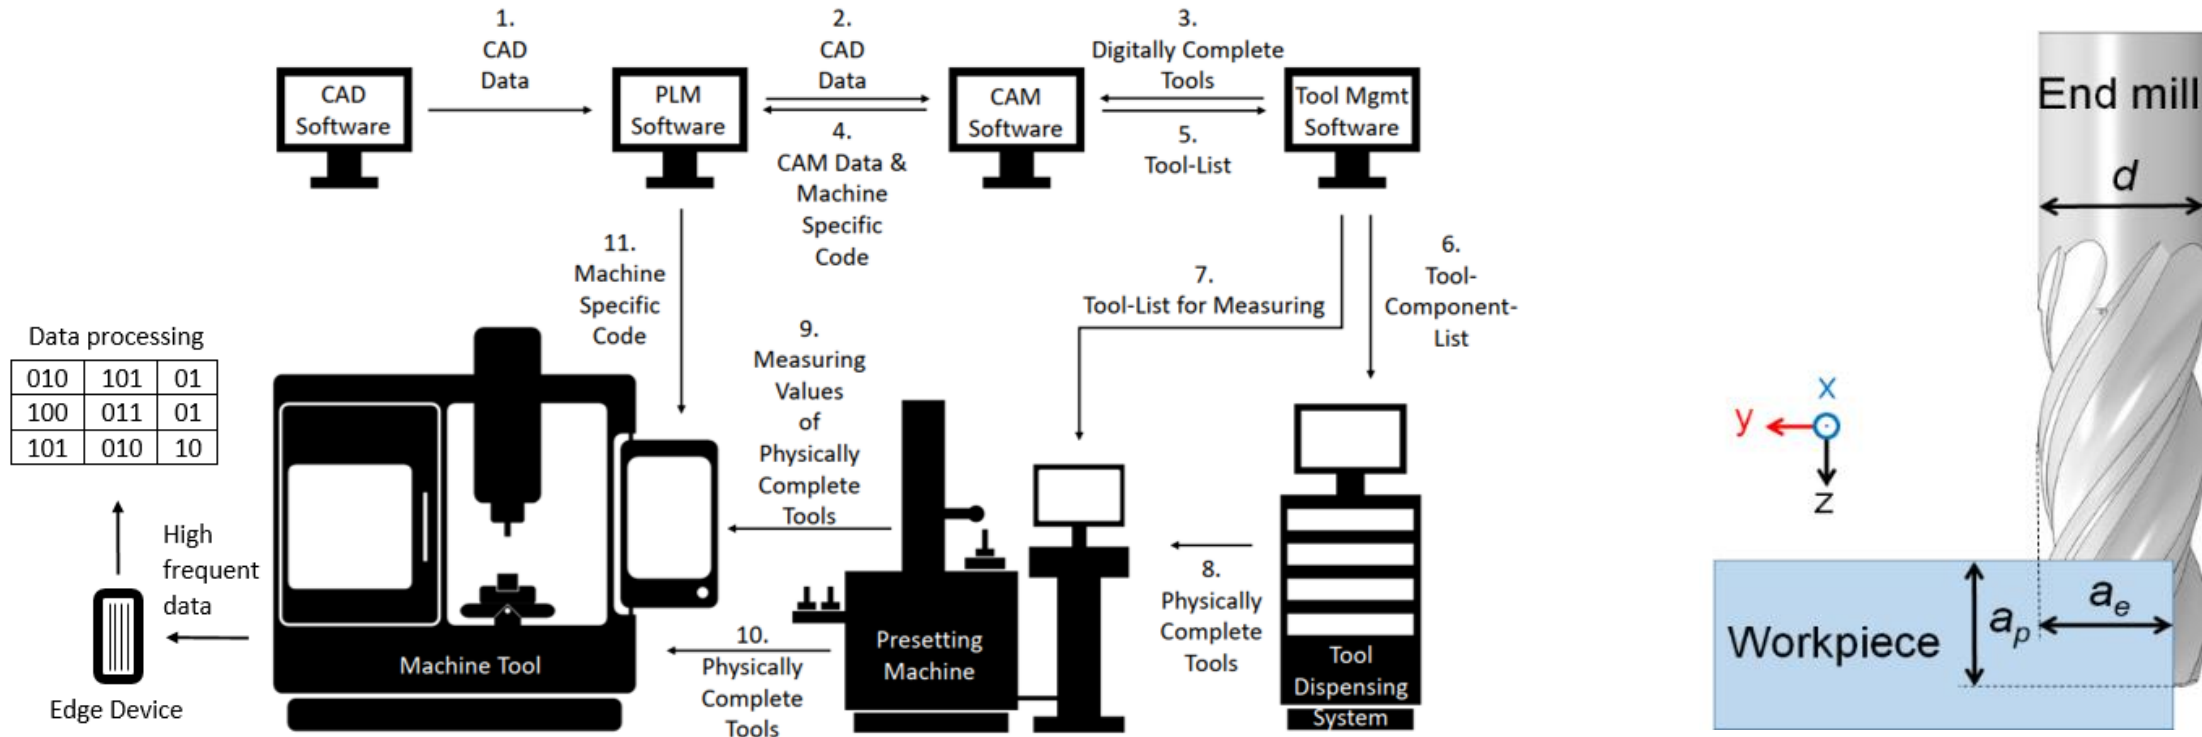 1.
CAD
Data
2.
CAD
Data
3.
Digitally Complete
Tools
CAD
Software
PLM
Software
CAM
Software
Tool Mgmt
Software
4.
CAM Data &
Machine
Specific
Code
5.
Tool-List
11.
Machine
Specific
Code
6.
Tool-
Component-
List
7.
Tool-List for Measuring
9.
Measuring
Values
of
Physically
Complete
Tools
Data processing
010 101 01
100 011 01
101 010 10
High
frequent
data
Edge Device
Machine Tool
10.
Physically
Complete
Tools
Presetting
Machine
8.
Physically
Complete
Tools
Tool
Dispensing
System
End mill
d
x
y
z
Workpiece
a_p
a_e